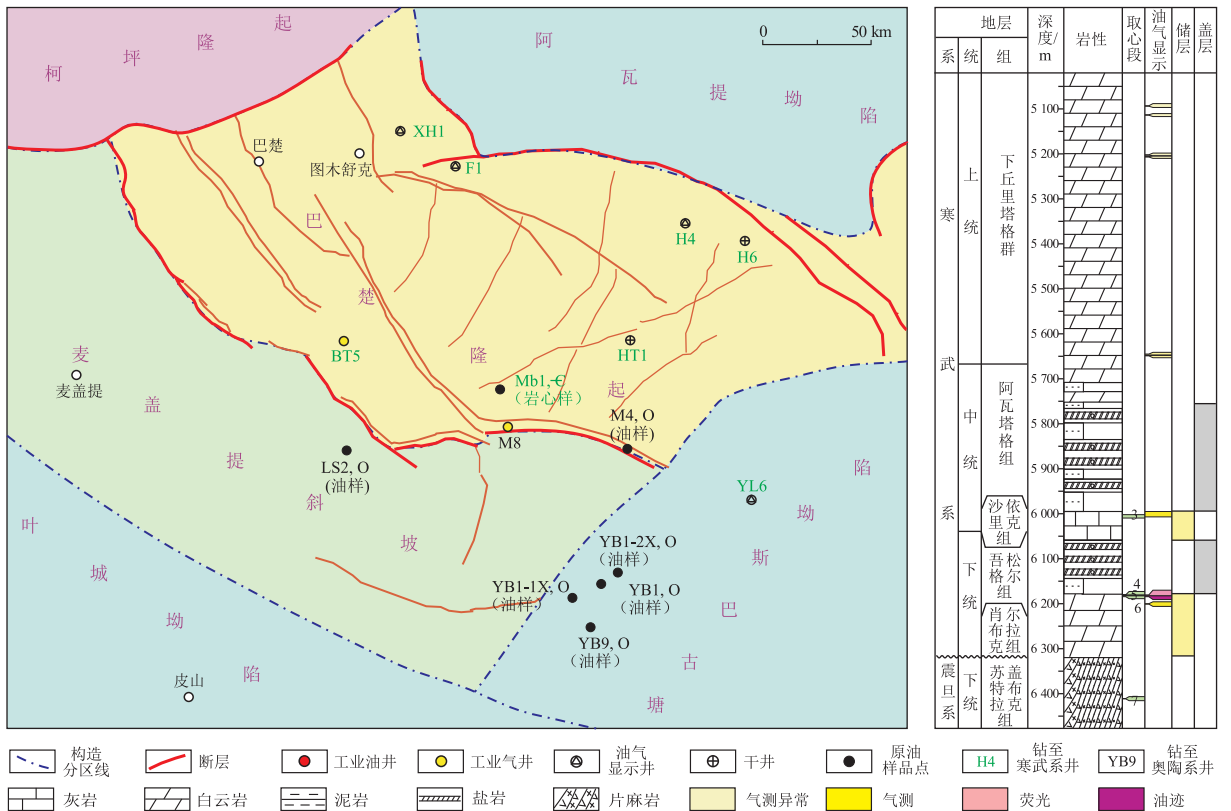 柯坪隆起
阿瓦提坳陷
0 50 km
XH1
巴楚
图木舒克
F1
巴楚隆起
H4
H6
BT5
HT1
麦盖提
麦盖提斜坡
Mb1, Є
(岩心样)
M4, O
(油样)
M8
LS2, O
(油样)
YL6
YB1-2X, O
(油样)
YB1-1X, O
(油样)
YB1, O
(油样)
YB9, O
(油样)
叶城坳陷
塘古巴斯坳陷
皮山
地层
系
统
组
深度/m
岩性
取心段
油气显示
储层
盖层
寒武系
上统
下丘里塔格群
中统
阿瓦塔格组
沙依里克组
下统
吾松格尔组
肖尔布拉克组
震旦系
下统
苏盖特布拉克组
5 100
5 200
5 300
5 400
5 500
5 600
5 700
5 800
5 900
6 000
6 100
6 200
6 300
6 400
3
4
5
6
7
构造分区线
断层
工业油井
工业气井
油气显示井
干井
原油样品点
H4
钻至寒武系井
YB9
钻至奥陶系井
灰岩
白云岩
泥岩
盐岩
片麻岩
气测异常
气测
荧光
油迹